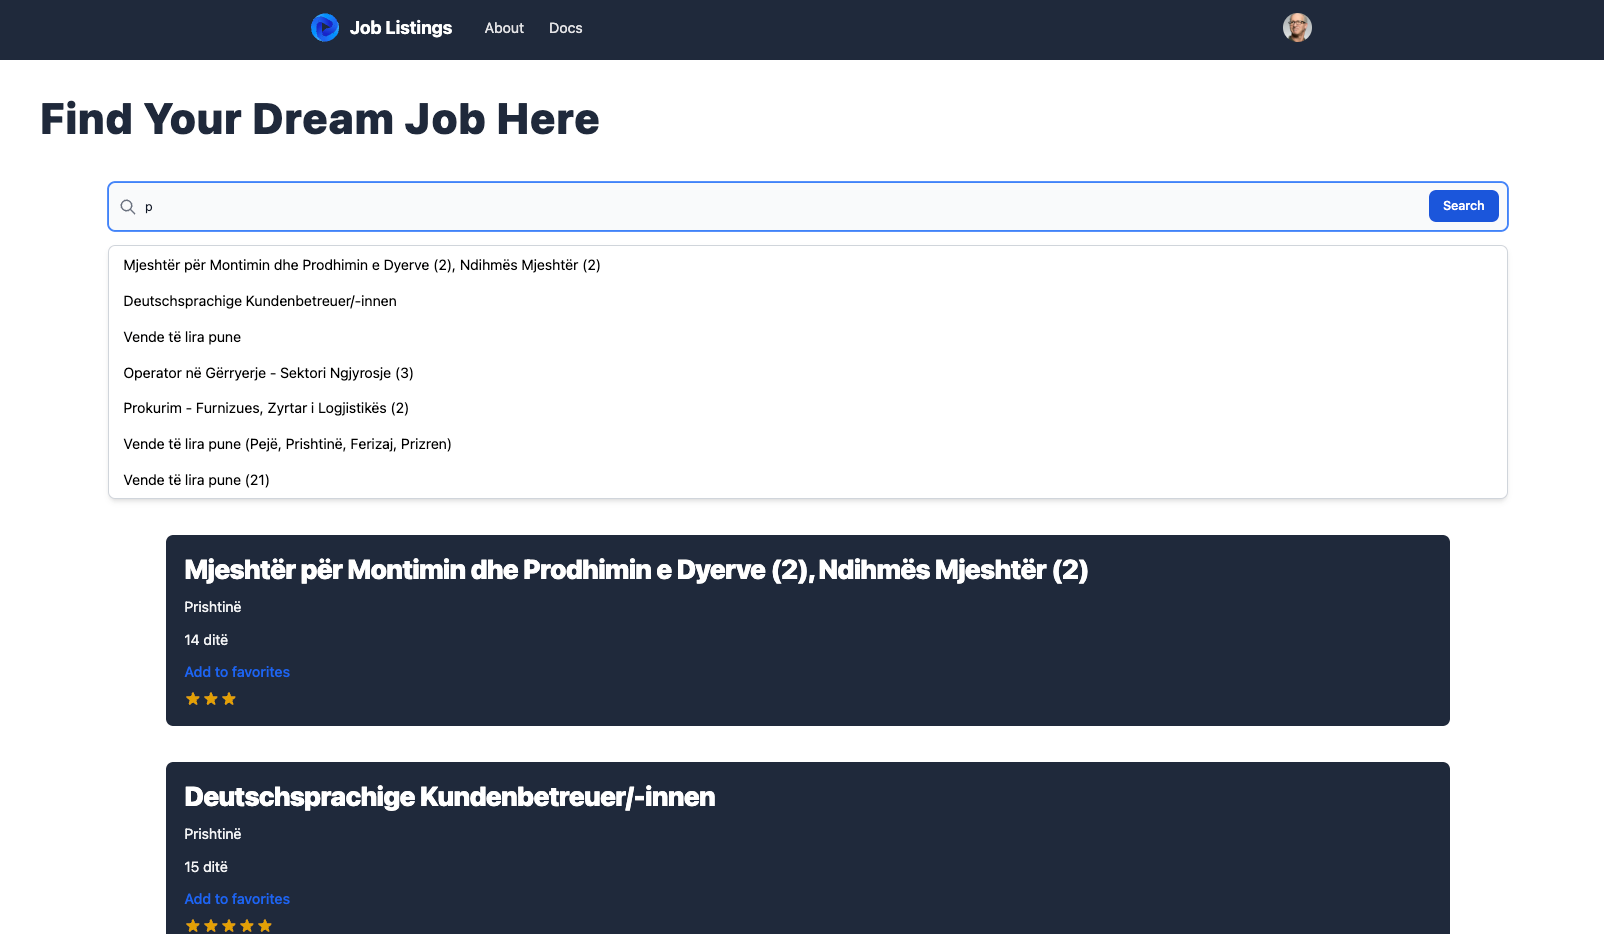 Job Listings About Docs
Find Your Dream Job Here
p Search
Mjeshtër për Montimin dhe Prodhimin e Dyerve (2), Ndihmës Mjeshtër (2)
Deutschsprachige Kundenbetreuer/-innen
Vende të lira pune
Operator në Gërryerje - Sektori Ngjyrosje (3)
Prokurim - Furnizues, Zyrtar i Logjistikës (2)
Vende të lira pune (Pejë, Prishtinë, Ferizaj, Prizren)
Vende të lira pune (21)
Mjeshtër për Montimin dhe Prodhimin e Dyerve (2), Ndihmës Mjeshtër (2)
Prishtinë
14 ditë
Add to favorites
Deutschsprachige Kundenbetreuer/-innen
Prishtinë
15 ditë
Add to favorites